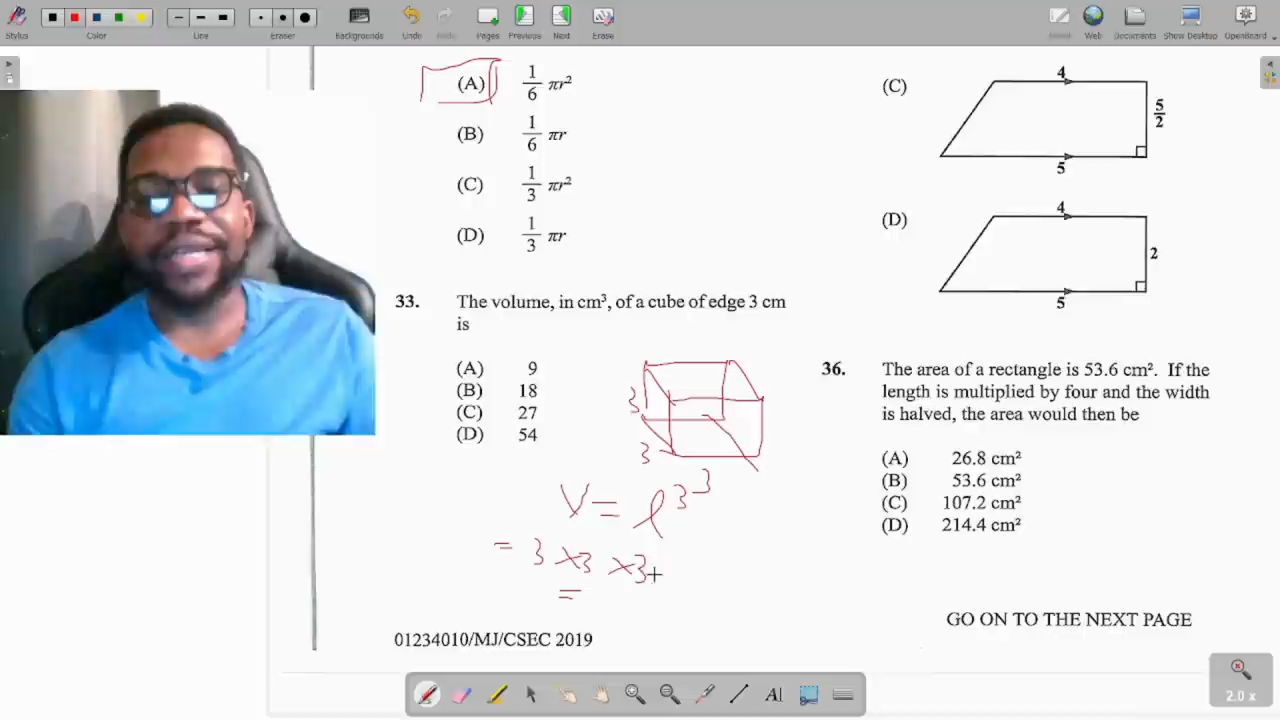 Stylus
Color
Line
Eraser
Backgrounds
Undo
Redo
Pages
Previous
Next
Erase
Board
Web
Documents
Show Desktop
OpenBoard
(A) 1/6 πr²
(B) 1/6 πr
(C) 1/3 πr²
(D) 1/3 πr
33. The volume, in cm³, of a cube of edge 3 cm
is
(A) 9
(B) 18
(C) 27
(D) 54
3
3
V = l³ 3
= 3 ×3 ×3
=
01234010/MJ/CSEC 2019
(C)
4
5/2
5
(D)
4
2
5
36. The area of a rectangle is 53.6 cm². If the
length is multiplied by four and the width
is halved, the area would then be
(A) 26.8 cm²
(B) 53.6 cm²
(C) 107.2 cm²
(D) 214.4 cm²
GO ON TO THE NEXT PAGE
2.0 x